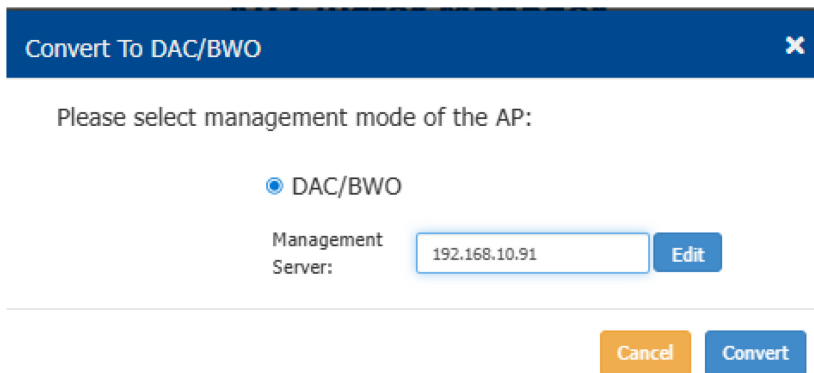 Convert To DAC/BWO
Please select management mode of the AP:
DAC/BWO
Management
Server:
192.168.10.91
Edit
Cancel
Convert